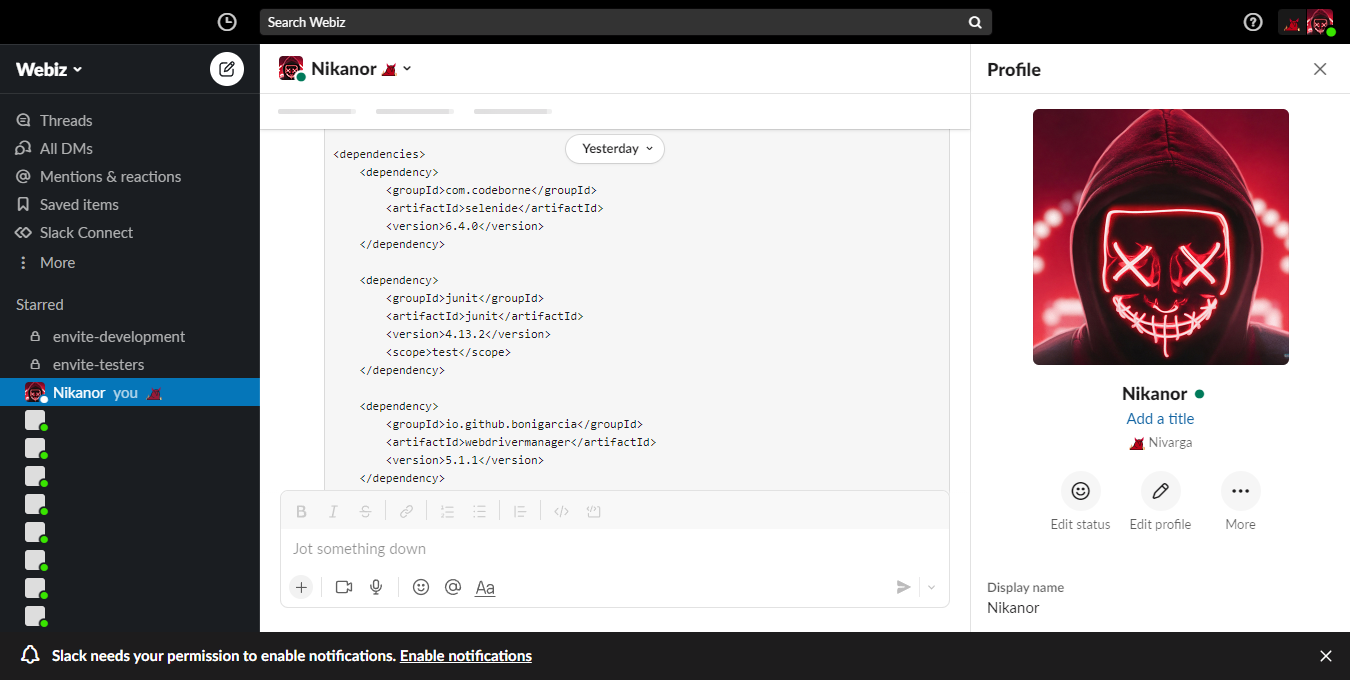 Search Webiz
Webiz
Threads
All DMs
Mentions & reactions
Saved items
Slack Connect
More
Starred
envite-development
envite-testers
Nikanor you
Nikanor
Yesterday
<dependencies>
<dependency>
<groupId>com.codeborne</groupId>
<artifactId>selenide</artifactId>
<version>6.4.0</version>
</dependency>
<dependency>
<groupId>junit</groupId>
<artifactId>junit</artifactId>
<version>4.13.2</version>
<scope>test</scope>
</dependency>
<dependency>
<groupId>io.github.bonigarcia</groupId>
<artifactId>webdrivermanager</artifactId>
<version>5.1.1</version>
</dependency>
B I S
Jot something down
Aa
Profile
Nikanor
Add a title
Nivarga
Edit status Edit profile More
Display name
Nikanor
Slack needs your permission to enable notifications. Enable notifications